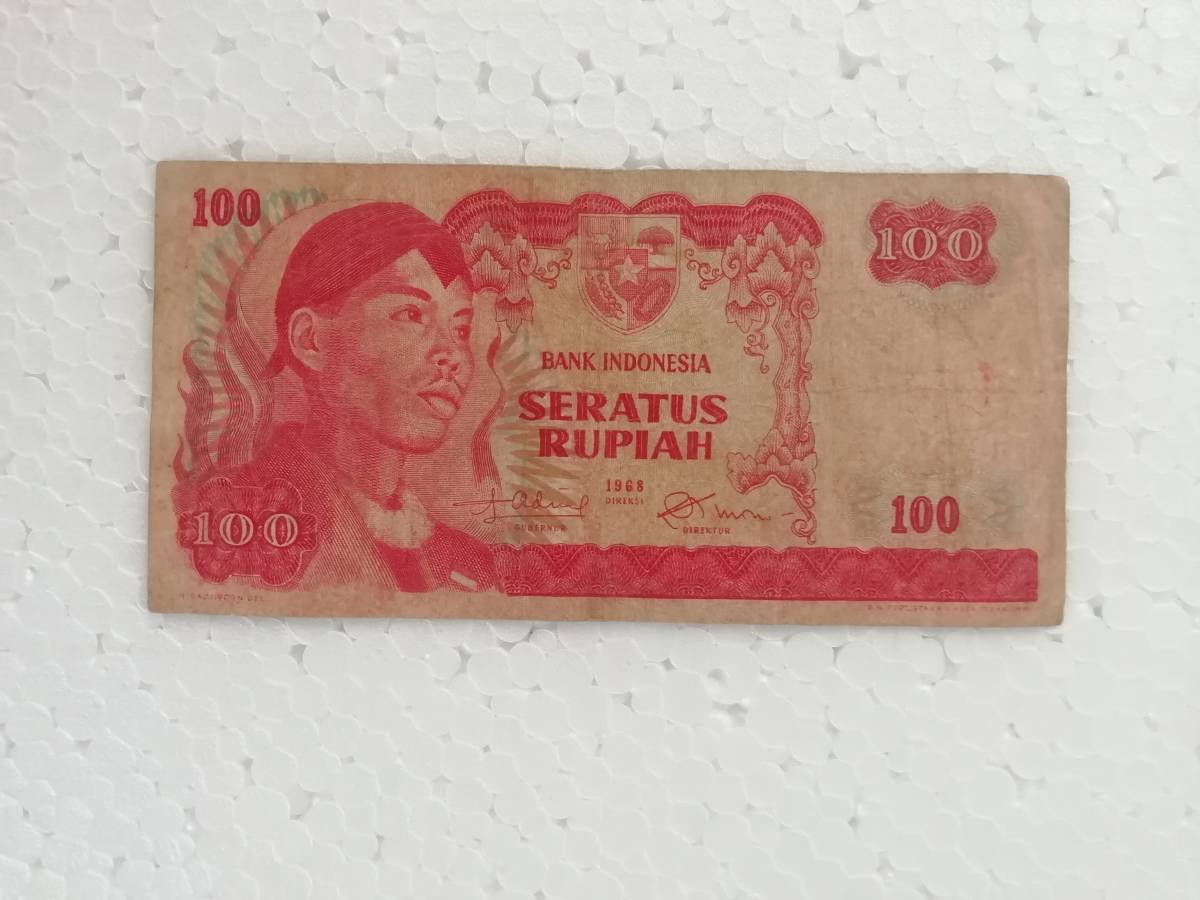 100
100
BANK INDONESIA
SERATUS
RUPIAH
1968
DIREKSI
GUBERNUR
DIREKTUR
100
100